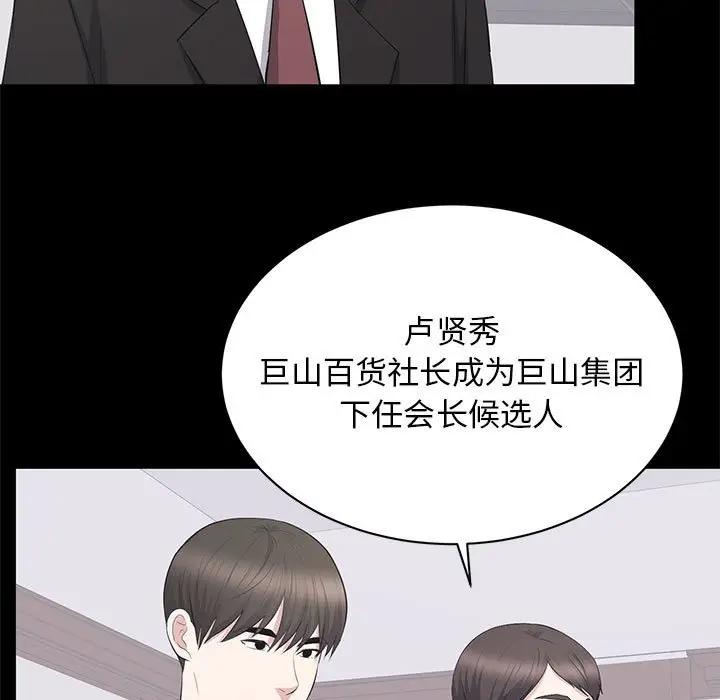 卢贤秀
巨山百货社长成为巨山集团
下任会长候选人